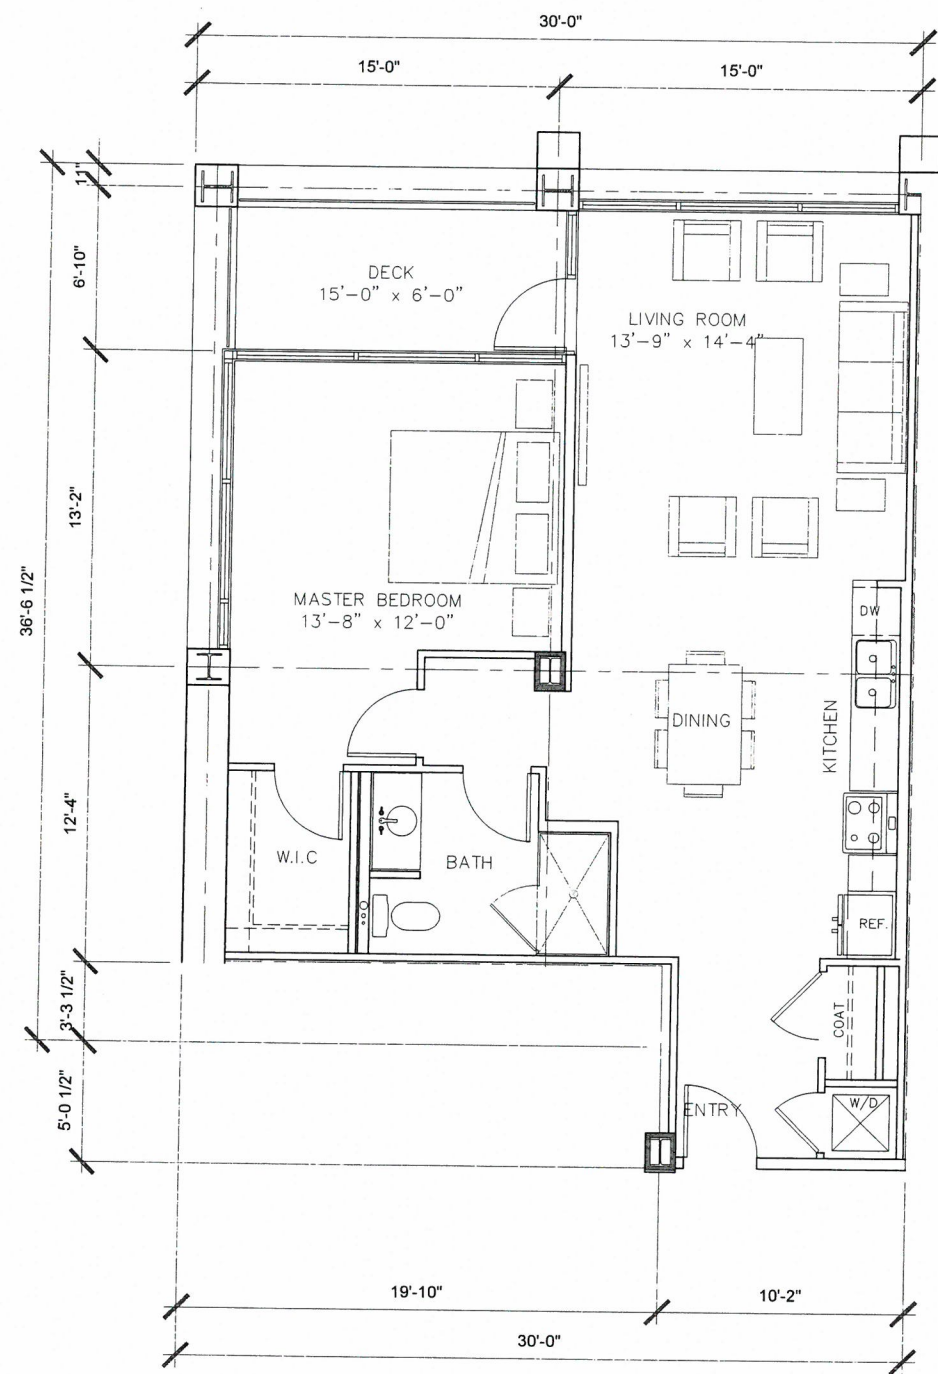 30'-0"
15'-0"
15'-0"
11"
6'-10"
DECK
15'-0" x 6'-0"
LIVING ROOM
13'-9" x 14'-4"
13'-2"
36'-6 1/2"
MASTER BEDROOM
13'-8" x 12'-0"
DW
DINING
KITCHEN
12'-4"
W.I.C
BATH
REF.
3'-3 1/2"
COAT
5'-0 1/2"
ENTRY
W/D
19'-10"
10'-2"
30'-0"